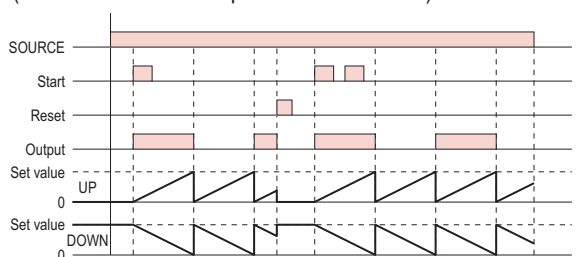 SOURCE
Start
Reset
Output
Set value
UP
0
Set value
DOWN
0